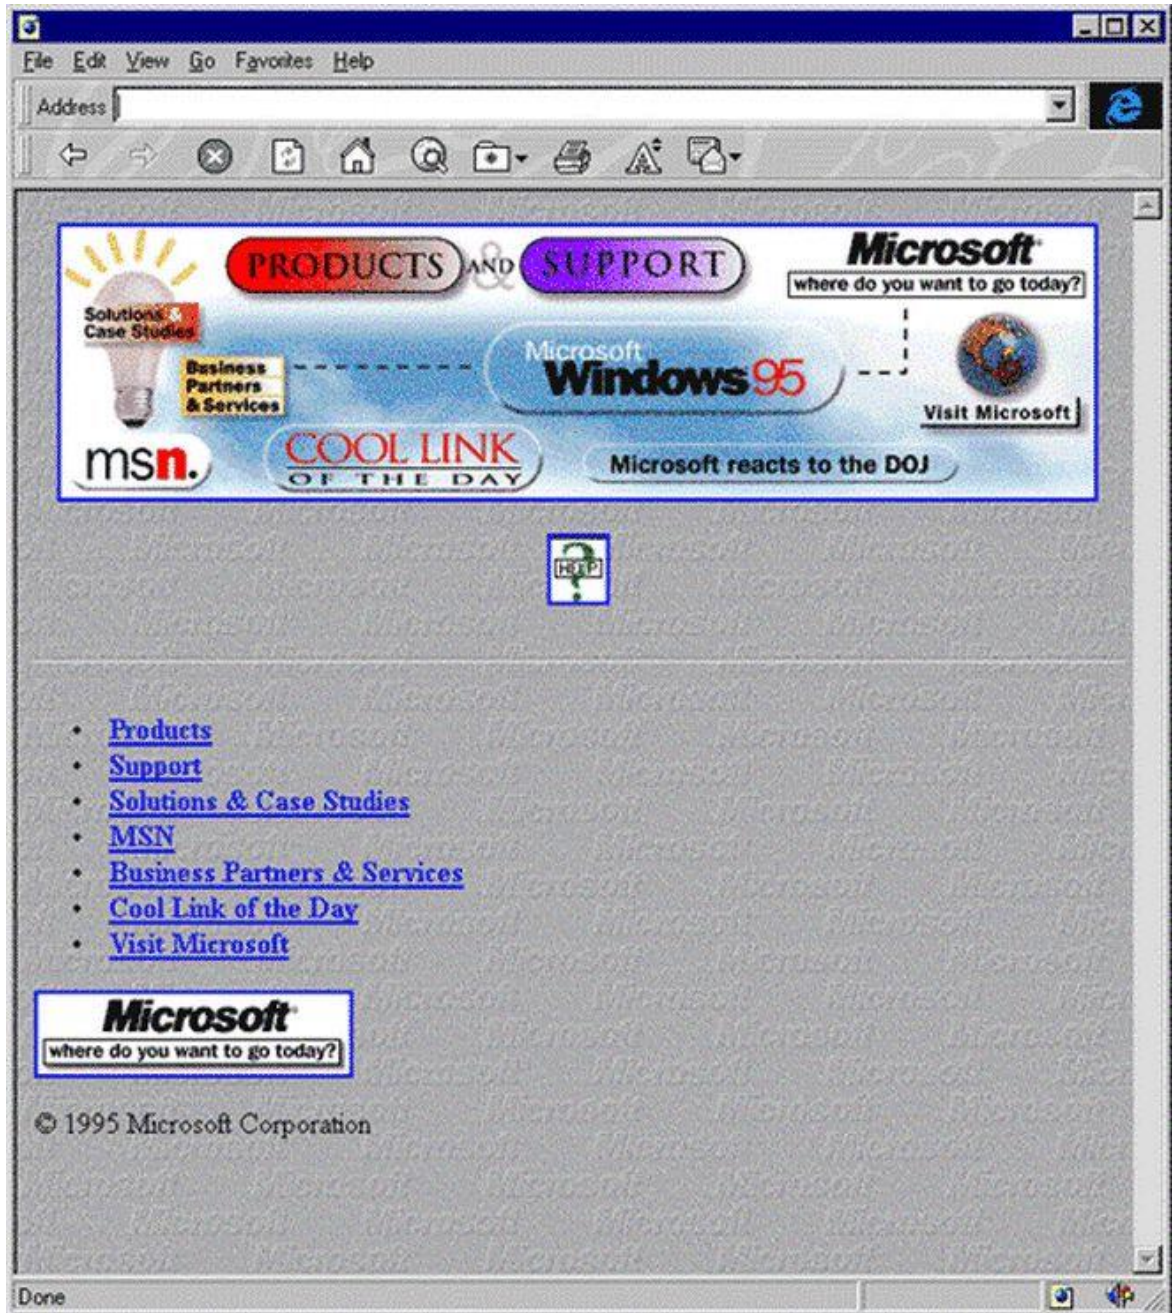 File Edit View Go Favorites Help
Address
PRODUCTS AND & SUPPORT
Microsoft
where do you want to go today?
Solutions &
Case Studies
Business
Partners
& Services
Microsoft
Windows 95
Visit Microsoft
msn.
COOL LINK
OF THE DAY
Microsoft reacts to the DOJ
HELP
?
• Products
• Support
• Solutions & Case Studies
• MSN
• Business Partners & Services
• Cool Link of the Day
• Visit Microsoft
Microsoft
where do you want to go today?
© 1995 Microsoft Corporation
Done